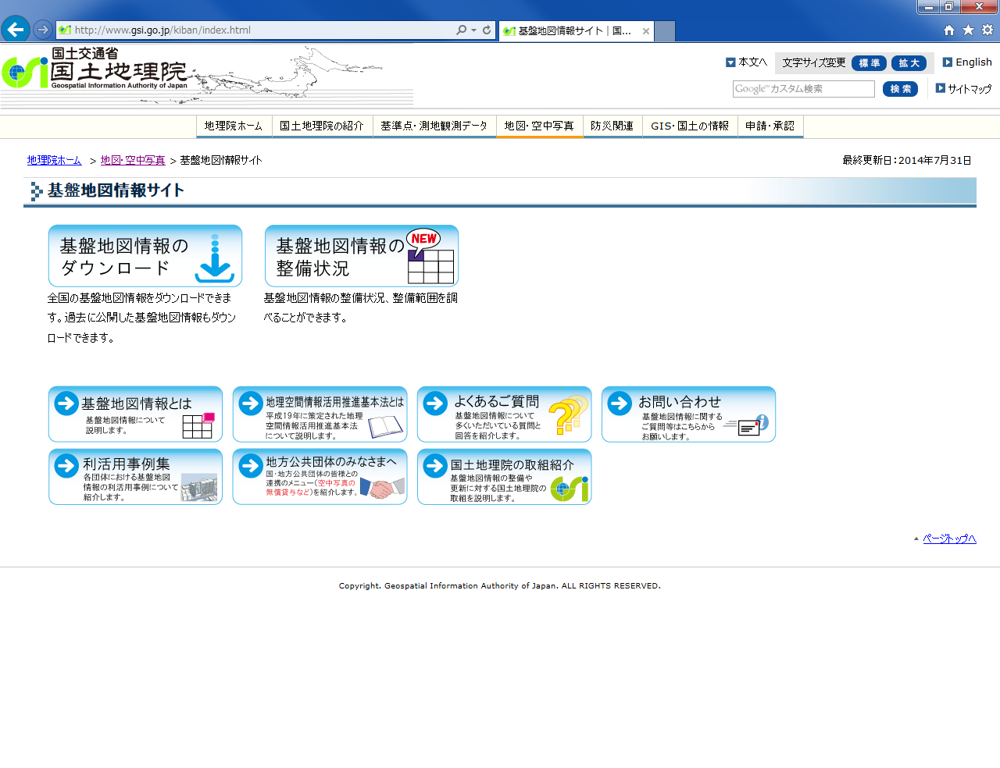 http://www.gsi.go.jp/kiban/index.html
基盤地図情報サイト｜国...
国土交通省
国土地理院
Geospatial Information Authority of Japan
本文へ
文字サイズ変更
標準
拡大
English
Google™カスタム検索
検索
サイトマップ
地理院ホーム
国土地理院の紹介
基準点・測地観測データ
地図・空中写真
防災関連
GIS・国土の情報
申請・承認
地理院ホーム > 地図・空中写真 > 基盤地図情報サイト
最終更新日：2014年7月31日
基盤地図情報サイト
基盤地図情報の
ダウンロード
全国の基盤地図情報をダウンロードできま
す。過去に公開した基盤地図情報もダウン
ロードできます。
基盤地図情報の
整備状況
NEW
基盤地図情報の整備状況、整備範囲を調
べることができます。
基盤地図情報とは
基盤地図情報について
説明します。
地理空間情報活用推進基本法とは
平成19年に策定された地理
空間情報活用推進基本法
について説明します。
よくあるご質問
基盤地図情報について
多くいただいている質問と
回答を紹介します。
お問い合わせ
基盤地図情報に関する
ご質問等はこちらから
お願いします。
利活用事例集
各団体における基盤地図
情報の利活用事例について
紹介します。
地方公共団体のみなさまへ
国・地方公共団体の皆様との
連携のメニュー（空中写真の
無償貸与など）を紹介します。
国土地理院の取組紹介
基盤地図情報の整備や
更新に対する国土地理院の
取組を説明します。
ページトップへ
Copyright. Geospatial Information Authority of Japan. ALL RIGHTS RESERVED.